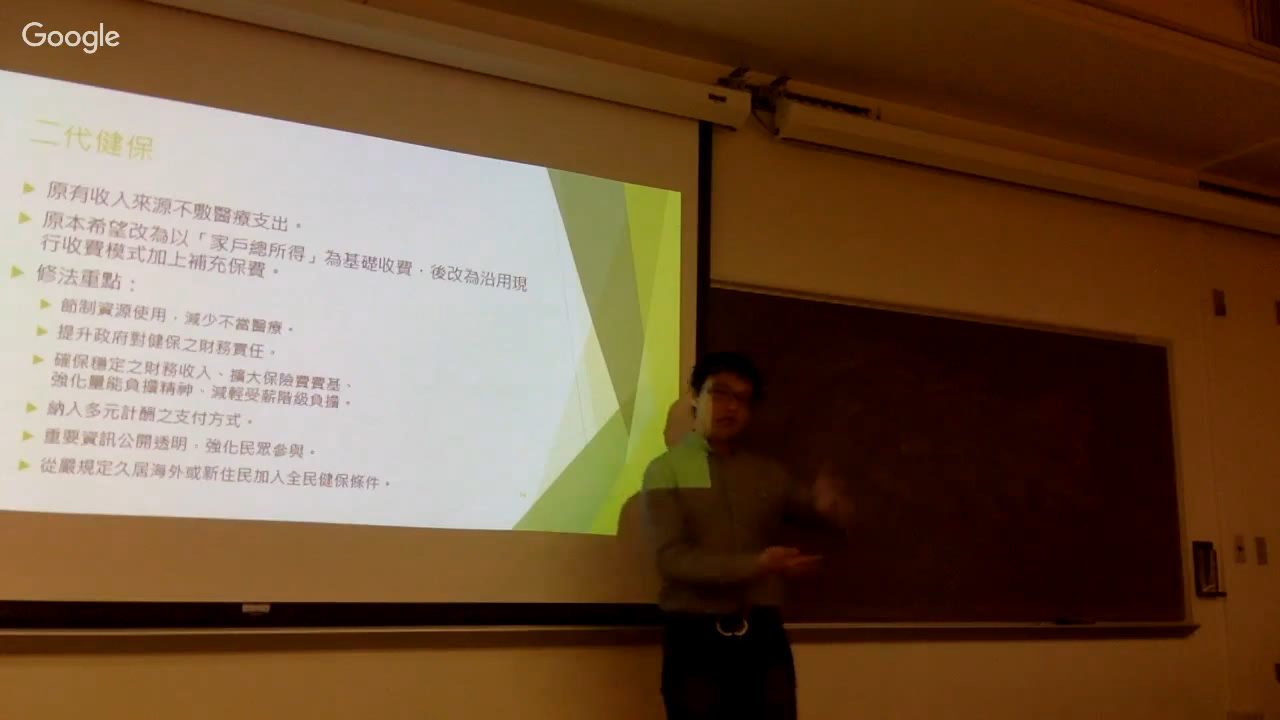 Google
二代健保
原有收入來源不敷醫療支出。
原本希望改為以「家戶總所得」為基礎收費，後改為沿用現
行收費模式加上補充保費。
修法重點：
節制資源使用，減少不當醫療。
提升政府對健保之財務責任。
確保穩定之財務收入、擴大保險費費基、
強化量能負擔精神、減輕受薪階級負擔。
納入多元計酬之支付方式。
重要資訊公開透明，強化民眾參與。
從嚴規定久居海外或新住民加入全民健保條件。